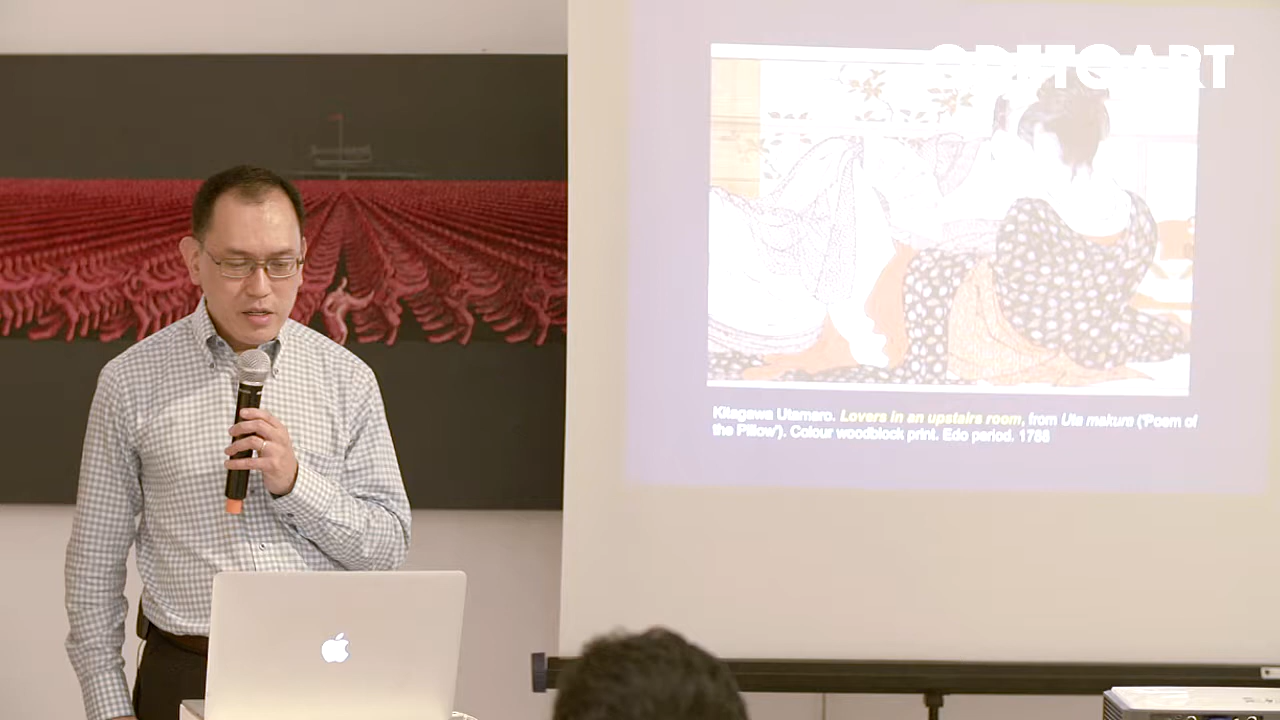 ODETOART
Kitagawa Utamaro. Lovers in an upstairs room, from Uta makura ('Poem of
the Pillow'). Colour woodblock print. Edo period. 1788